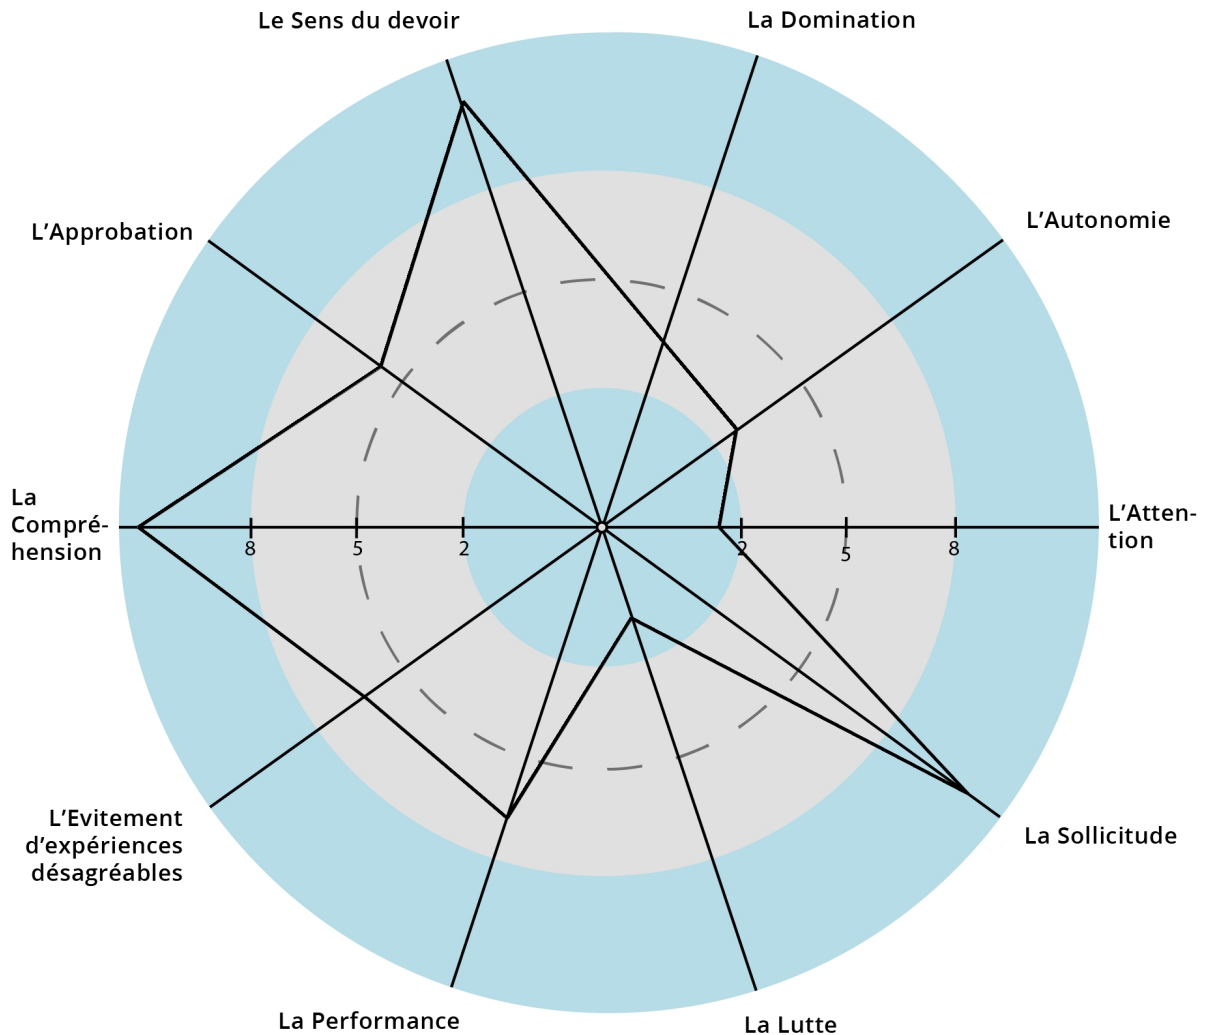 Le Sens du devoir
La Domination
L’Approbation
L’Autonomie
La
Compré-
hension
8 5 2 2 5 8
L’Atten-
tion
L’Evitement
d’expériences
désagréables
La Sollicitude
La Performance
La Lutte